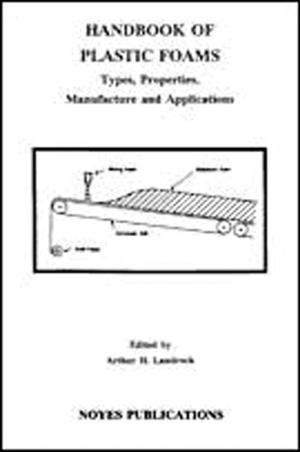 HANDBOOK OF
PLASTIC FOAMS
Types, Properties,
Manufacture and Applications
Edited by
Arthur H. Landrock
NOYES PUBLICATIONS